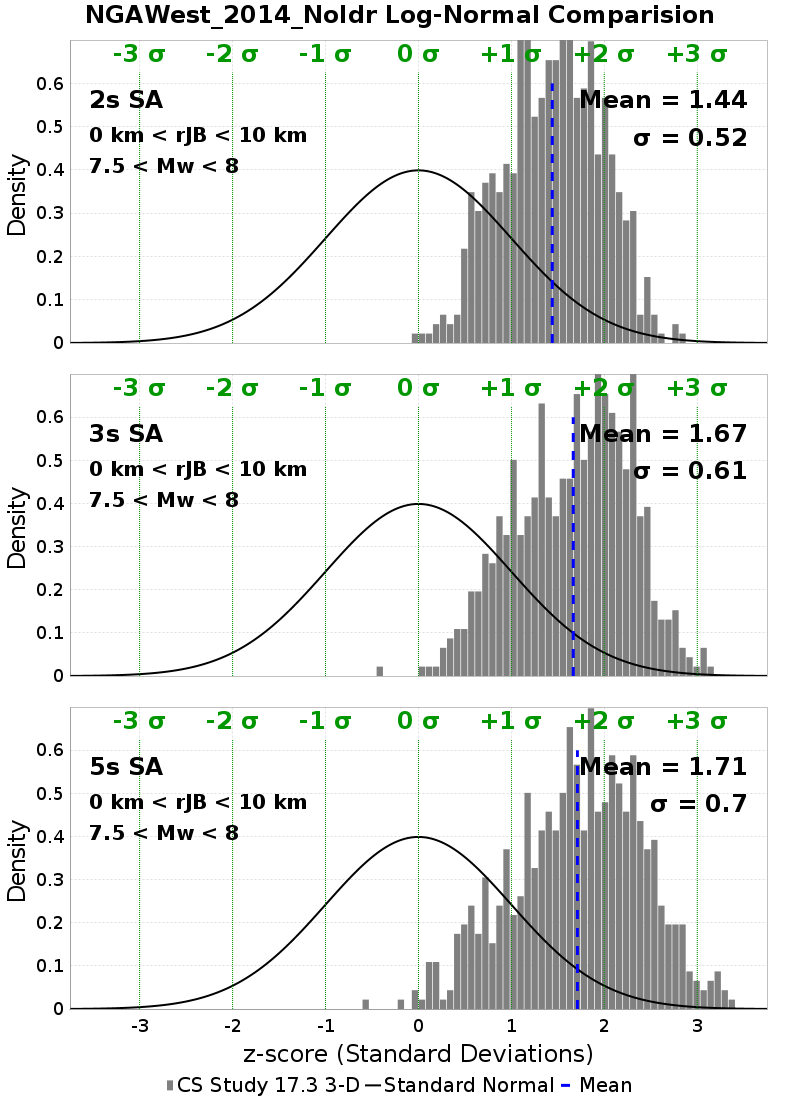 NGAWest_2014_NoIdr Log-Normal Comparision
-3 σ -2 σ -1 σ 0 σ +1 σ +2 σ +3 σ
2s SA
Mean = 1.44
0 km < rJB < 10 km
σ = 0.52
7.5 < Mw < 8
Density
0.6
0.5
0.4
0.3
0.2
0.1
0
-3 σ -2 σ -1 σ 0 σ +1 σ +2 σ +3 σ
3s SA
Mean = 1.67
0 km < rJB < 10 km
σ = 0.61
7.5 < Mw < 8
Density
0.6
0.5
0.4
0.3
0.2
0.1
0
-3 σ -2 σ -1 σ 0 σ +1 σ +2 σ +3 σ
5s SA
Mean = 1.71
0 km < rJB < 10 km
σ = 0.7
7.5 < Mw < 8
Density
0.6
0.5
0.4
0.3
0.2
0.1
0
-3 -2 -1 0 1 2 3
z-score (Standard Deviations)
CS Study 17.3 3-D Standard Normal Mean